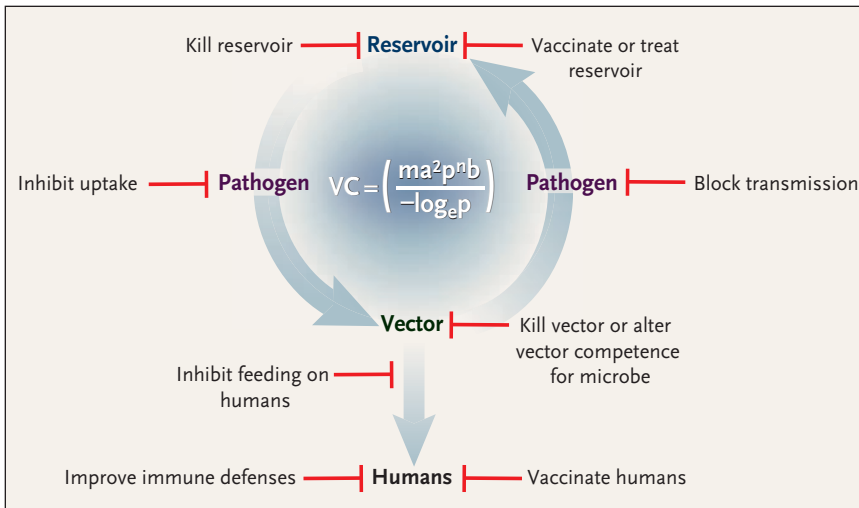 Kill reservoir
Reservoir
Vaccinate or treat
reservoir
Inhibit uptake
Pathogen
VC=(ma²pⁿb/−logₑp)
Pathogen
Block transmission
Vector
Kill vector or alter
vector competence
for microbe
Inhibit feeding on
humans
Improve immune defenses
Humans
Vaccinate humans